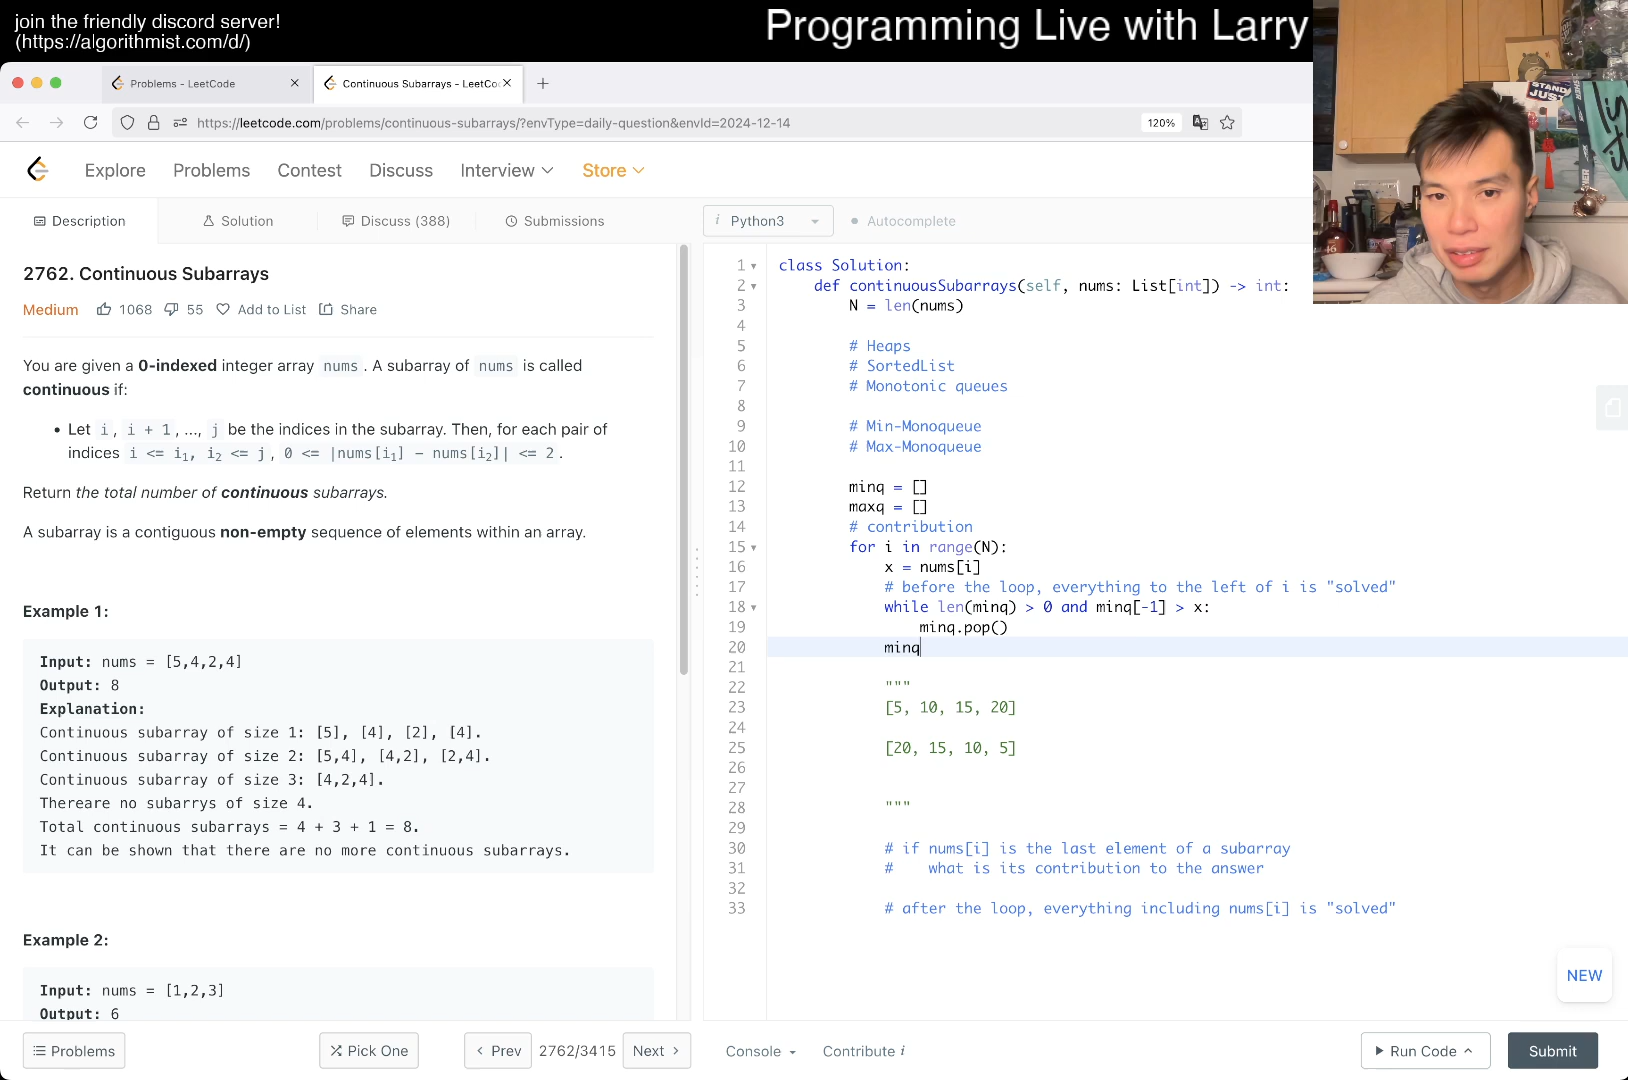 join the friendly discord server!
(https://algorithmist.com/d/)
Programming Live with Larry
Problems - LeetCode
Continuous Subarrays - LeetCo
https://leetcode.com/problems/continuous-subarrays/?envType=daily-question&envId=2024-12-14
120%
Explore Problems Contest Discuss Interview Store
Description Solution Discuss (388) Submissions
i Python3 Autocomplete
2762. Continuous Subarrays
Medium 1068 55 Add to List Share
You are given a 0-indexed integer array nums . A subarray of nums is called
continuous if:
• Let i, i + 1, ..., j be the indices in the subarray. Then, for each pair of
indices i <= i₁, i₂ <= j, 0 <= |nums[i₁] - nums[i₂]| <= 2.
Return the total number of continuous subarrays.
A subarray is a contiguous non-empty sequence of elements within an array.
Example 1:
Input: nums = [5,4,2,4]
Output: 8
Explanation:
Continuous subarray of size 1: [5], [4], [2], [4].
Continuous subarray of size 2: [5,4], [4,2], [2,4].
Continuous subarray of size 3: [4,2,4].
Thereare no subarrys of size 4.
Total continuous subarrays = 4 + 3 + 1 = 8.
It can be shown that there are no more continuous subarrays.
Example 2:
Input: nums = [1,2,3]
Output: 6
1 class Solution:
2 def continuousSubarrays(self, nums: List[int]) -> int:
3 N = len(nums)
4
5 # Heaps
6 # SortedList
7 # Monotonic queues
8
9 # Min-Monoqueue
10 # Max-Monoqueue
11
12 minq = []
13 maxq = []
14 # contribution
15 for i in range(N):
16 x = nums[i]
17 # before the loop, everything to the left of i is "solved"
18 while len(minq) > 0 and minq[-1] > x:
19 minq.pop()
20 minq
21
22 """
23 [5, 10, 15, 20]
24
25 [20, 15, 10, 5]
26
27
28 """
29
30 # if nums[i] is the last element of a subarray
31 # what is its contribution to the answer
32
33 # after the loop, everything including nums[i] is "solved"
NEW
Problems Pick One Prev 2762/3415 Next Console Contribute i Run Code Submit
STAND
JUS